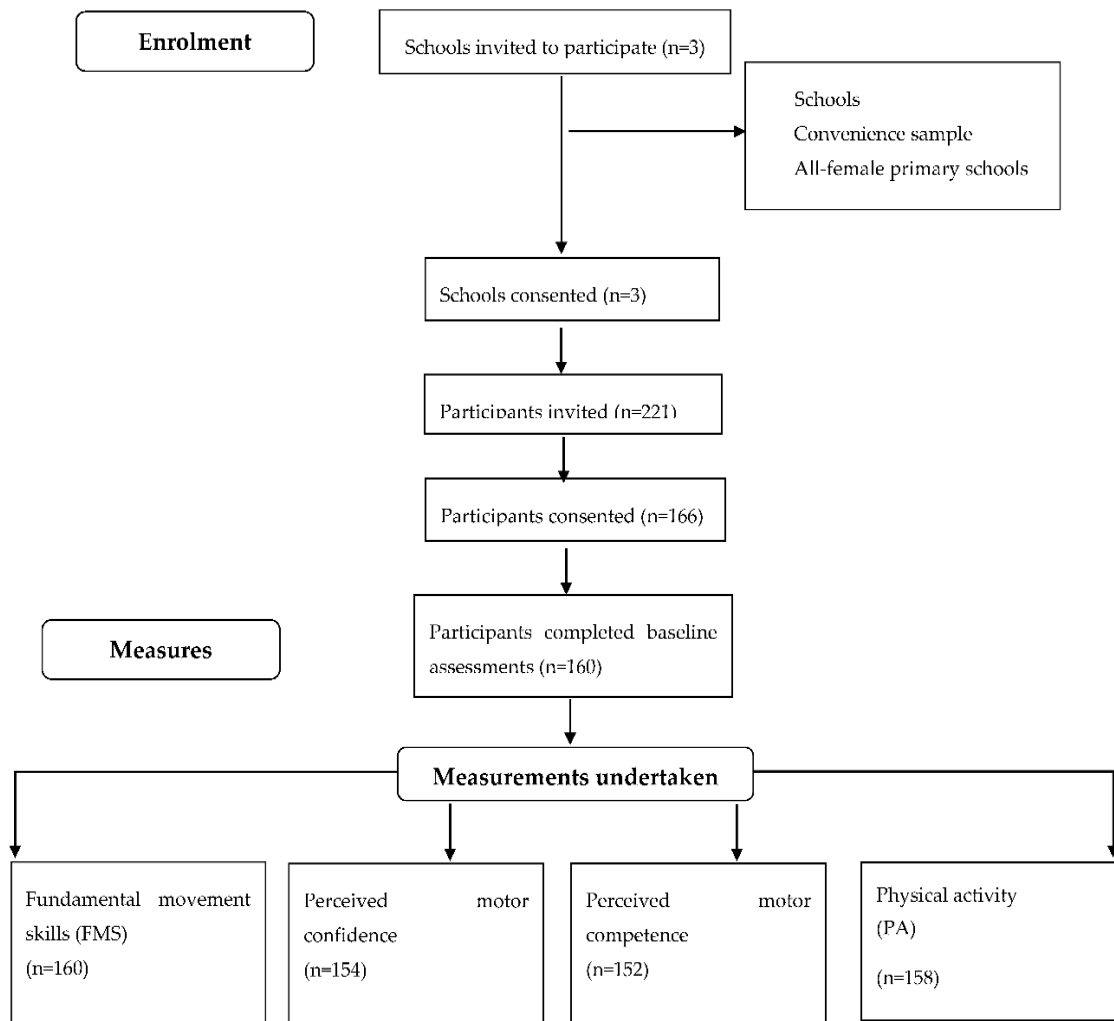 Enrolment
Schools invited to participate (n=3)
Schools
Convenience sample
All-female primary schools
Schools consented (n=3)
Participants invited (n=221)
Participants consented (n=166)
Participants completed baseline
assessments (n=160)
Measures
Measurements undertaken
Fundamental movement
skills (FMS)
(n=160)
Perceived motor
confidence
(n=154)
Perceived motor
competence
(n=152)
Physical activity
(PA)
(n=158)